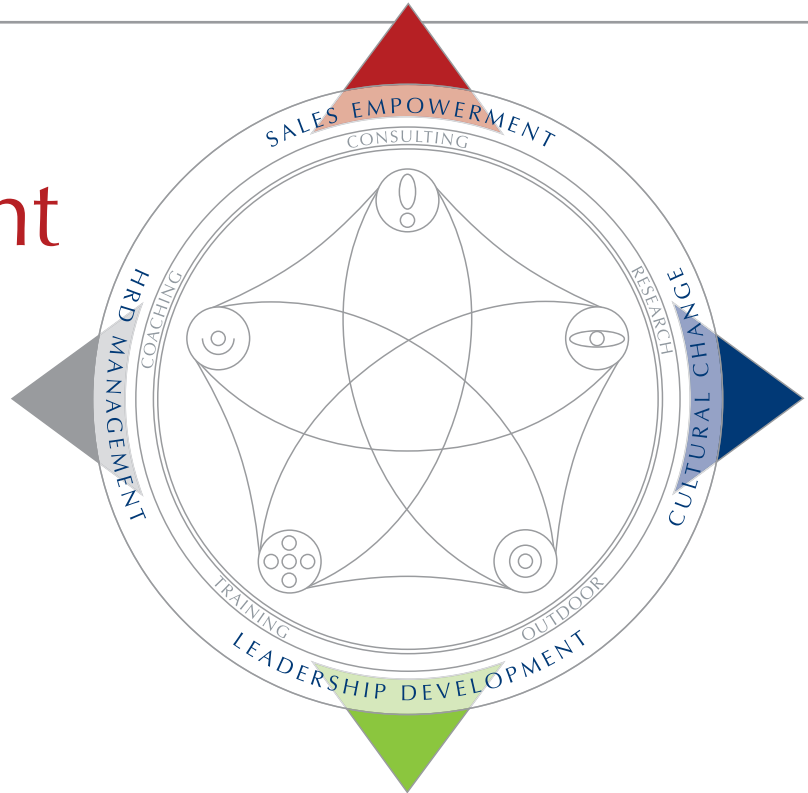 SALES EMPOWERMENT
CONSULTING
nt
HRD MANAGEMENT
COACHING
RESEARCH
CULTURAL CHANGE
TRAINING
OUTDOOR
LEADERSHIP DEVELOPMENT